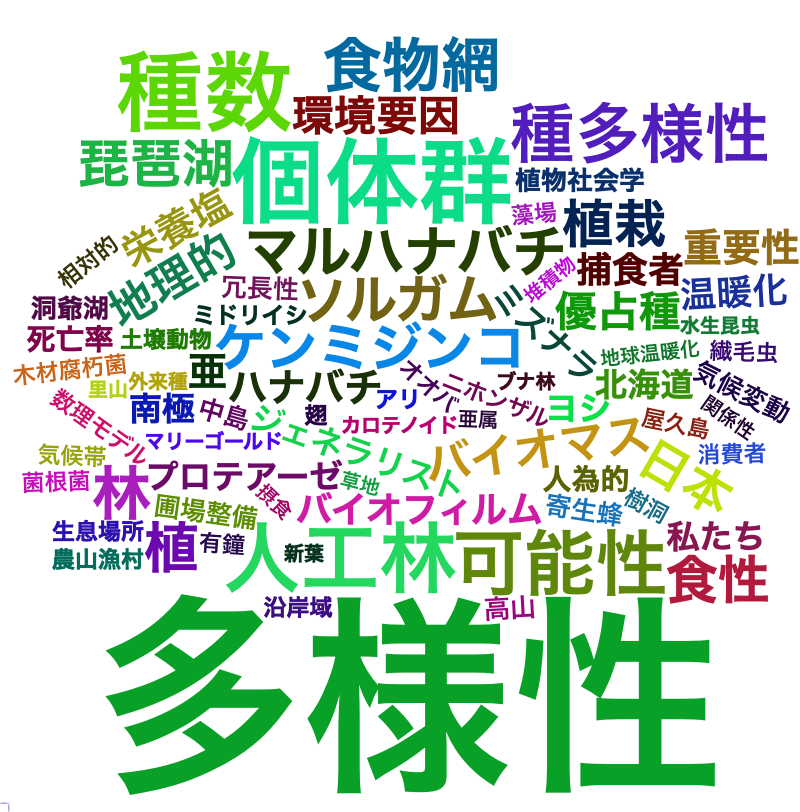 食物網
種数
環境要因
種多様性
琵琶湖
個体群
植物社会学
藻場
植栽
栄養塩
マルハナバチ
重要性
相対的
地理的
捕食者
堆積物
冗長性
ソルガム
温暖化
洞爺湖
ミドリイシ
ミズナラ
優占種
水生昆虫
死亡率
土壌動物
ケンミジンコ
地球温暖化
繊毛虫
木材腐朽菌
亜
ハナバチ
オオバ
ニホンザル
ブナ林
北海道
気候変動
里山
外来種
南極
中島
翅
アリ
亜属
ヨシ
関係性
数理モデル
マリーゴールド
ジェネラリスト
カロテノイド
屋久島
気候帯
バイオマス
日本
消費者
菌根菌
林
プロテアーゼ
草地
人為的
摂食
圃場整備
バイオフィルム
寄生蜂
樹洞
生息場所
植
有鐘
人工林
可能性
私たち
農山漁村
新葉
食性
沿岸域
高山
多様性